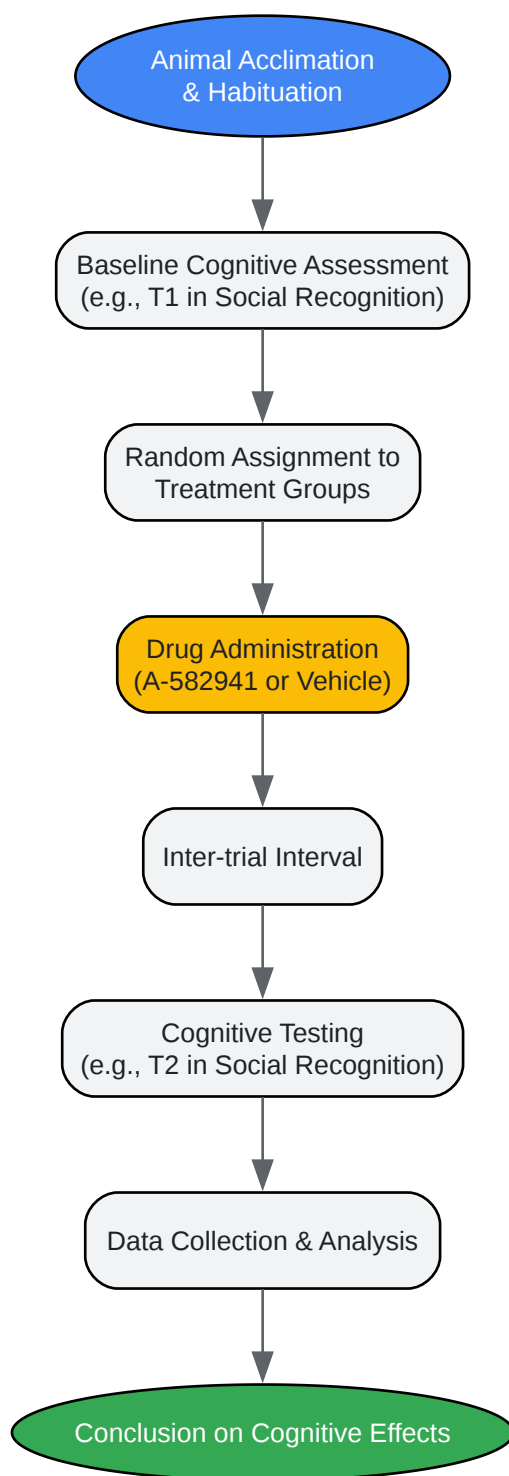 Animal Acclimation
& Habituation
Baseline Cognitive Assessment
(e.g., T1 in Social Recognition)
Random Assignment to
Treatment Groups
Drug Administration
(A-582941 or Vehicle)
Inter-trial Interval
Cognitive Testing
(e.g., T2 in Social Recognition)
Data Collection & Analysis
Conclusion on Cognitive Effects